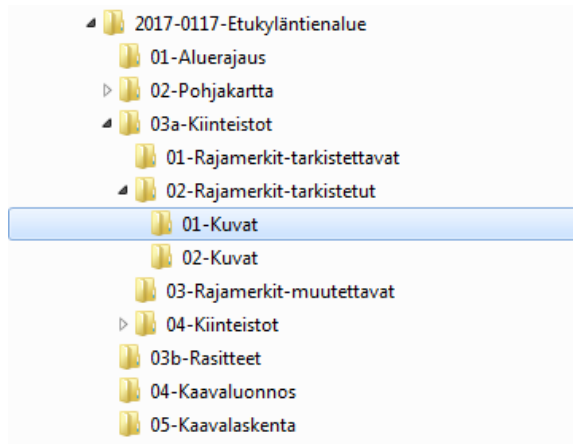 2017-0117-Etukyläntienalue
01-Aluerajaus
02-Pohjakartta
03a-Kiinteistot
01-Rajamerkit-tarkistettavat
02-Rajamerkit-tarkistetut
01-Kuvat
02-Kuvat
03-Rajamerkit-muutettavat
04-Kiinteistot
03b-Rasitteet
04-Kaavaluonnos
05-Kaavalaskenta